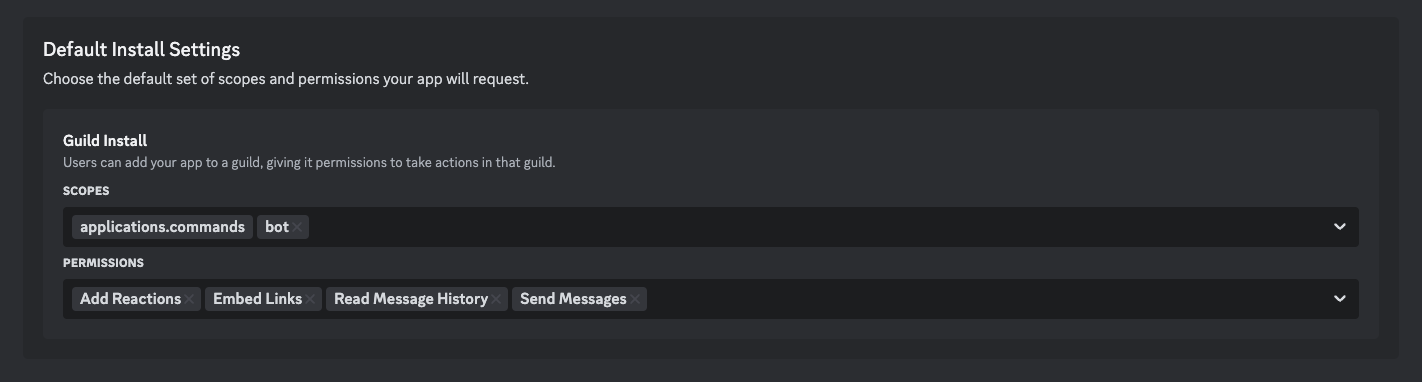 Default Install Settings
Choose the default set of scopes and permissions your app will request.
Guild Install
Users can add your app to a guild, giving it permissions to take actions in that guild.
SCOPES
applications.commands bot
PERMISSIONS
Add Reactions Embed Links Read Message History Send Messages